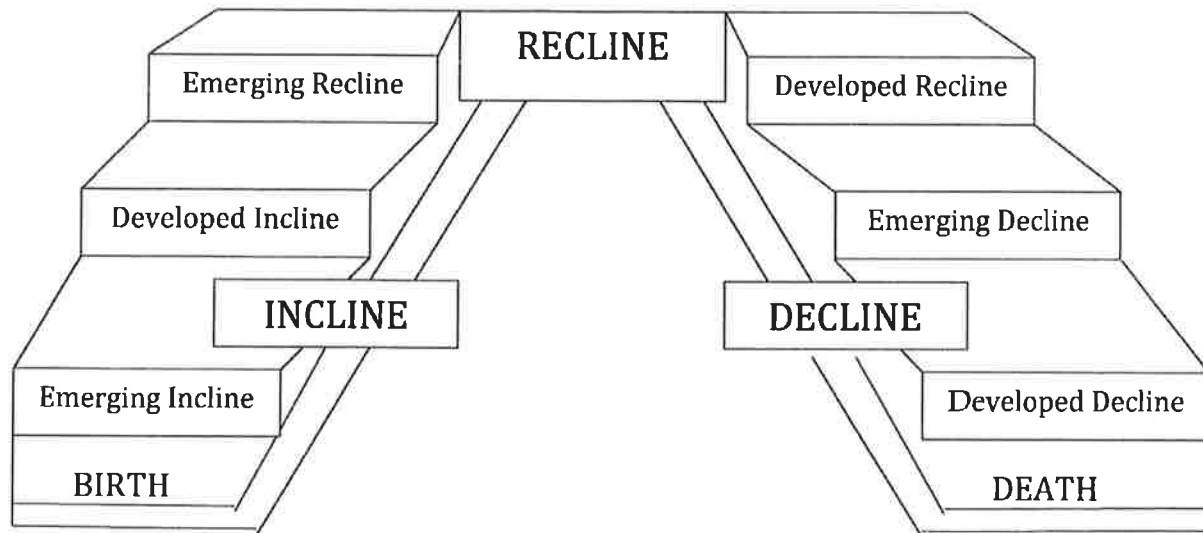 RECLINE
Emerging Recline
Developed Recline
Developed Incline
Emerging Decline
INCLINE
DECLINE
Emerging Incline
Developed Decline
BIRTH
DEATH